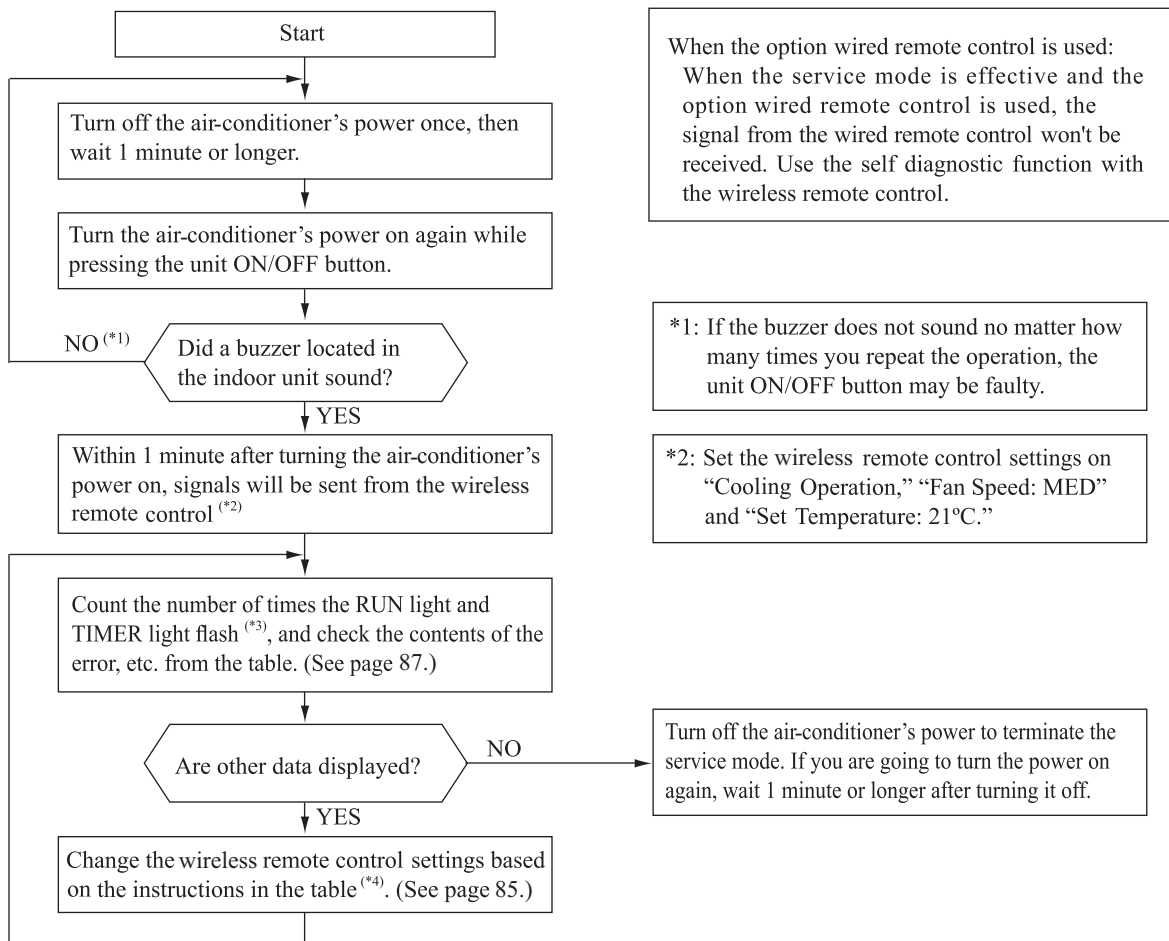 Start
Turn off the air-conditioner's power once, then
wait 1 minute or longer.
Turn the air-conditioner's power on again while
pressing the unit ON/OFF button.
NO (*1)
Did a buzzer located in
the indoor unit sound?
YES
Within 1 minute after turning the air-conditioner's
power on, signals will be sent from the wireless
remote control (*2)
Count the number of times the RUN light and
TIMER light flash (*3), and check the contents of the
error, etc. from the table. (See page 87.)
Are other data displayed?
NO
YES
Change the wireless remote control settings based
on the instructions in the table (*4). (See page 85.)
When the option wired remote control is used:
When the service mode is effective and the
option wired remote control is used, the
signal from the wired remote control won't be
received. Use the self diagnostic function with
the wireless remote control.
*1: If the buzzer does not sound no matter how
many times you repeat the operation, the
unit ON/OFF button may be faulty.
*2: Set the wireless remote control settings on
“Cooling Operation,” “Fan Speed: MED”
and “Set Temperature: 21ºC.”
Turn off the air-conditioner's power to terminate the
service mode. If you are going to turn the power on
again, wait 1 minute or longer after turning it off.